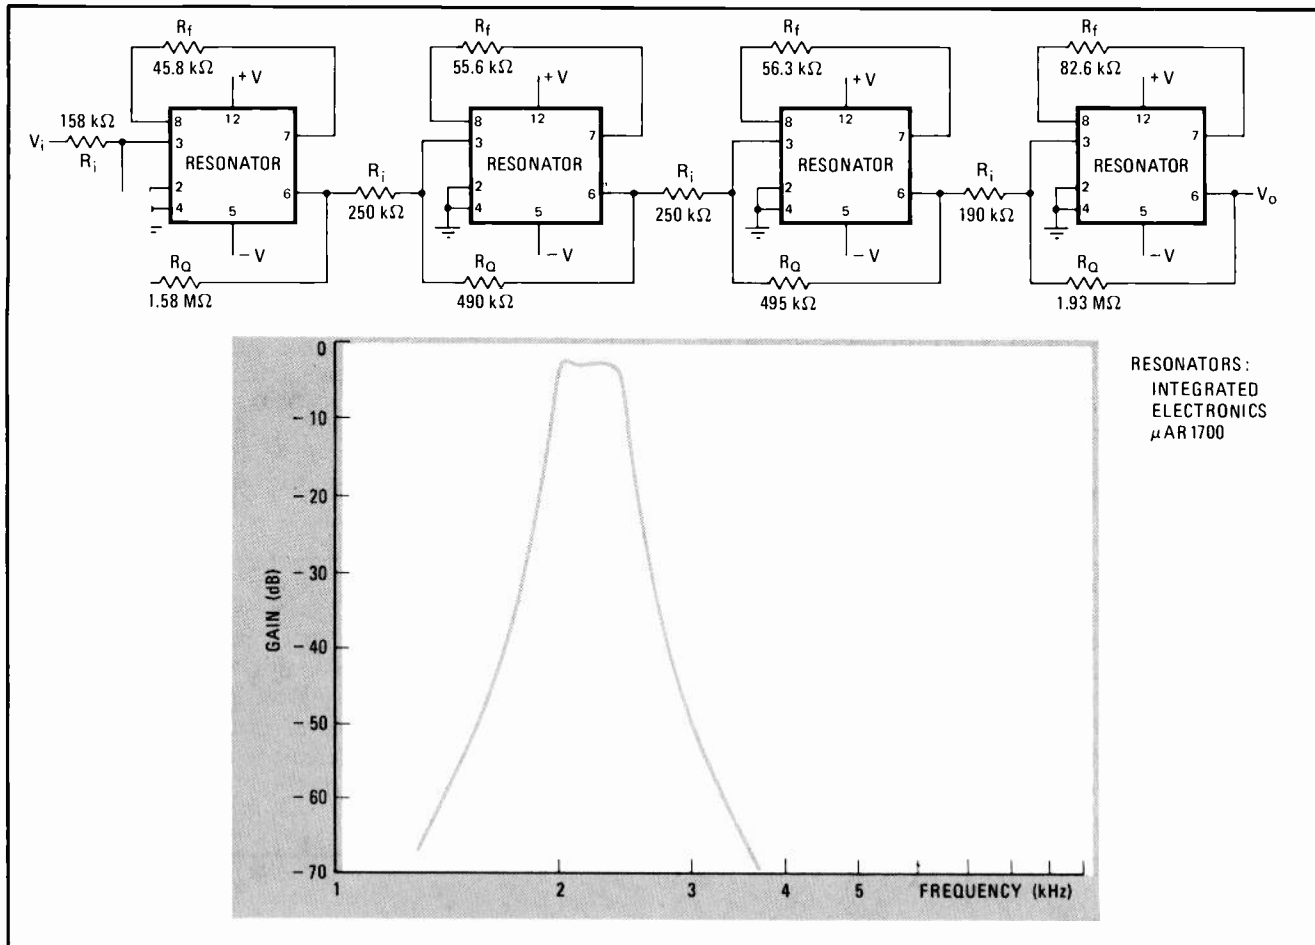 Rf
45.8 kΩ
Rf
55.6 kΩ
Rf
56.3 kΩ
Rf
82.6 kΩ
+V
+V
+V
+V
158 kΩ
Vi
Ri
8
12
7
3
RESONATOR
2
6
4
5
−V
Ri
250 kΩ
8
12
7
3
RESONATOR
2
6
4
5
−V
Ri
250 kΩ
8
12
7
3
RESONATOR
2
6
4
5
−V
Ri
190 kΩ
8
12
7
3
RESONATOR
2
6
4
5
−V
Vo
RQ
1.58 MΩ
RQ
490 kΩ
RQ
495 kΩ
RQ
1.93 MΩ
RESONATORS:
INTEGRATED
ELECTRONICS
μAR1700
GAIN (dB)
0
−10
−20
−30
−40
−50
−60
−70
1
2
3
4
5
FREQUENCY (kHz)